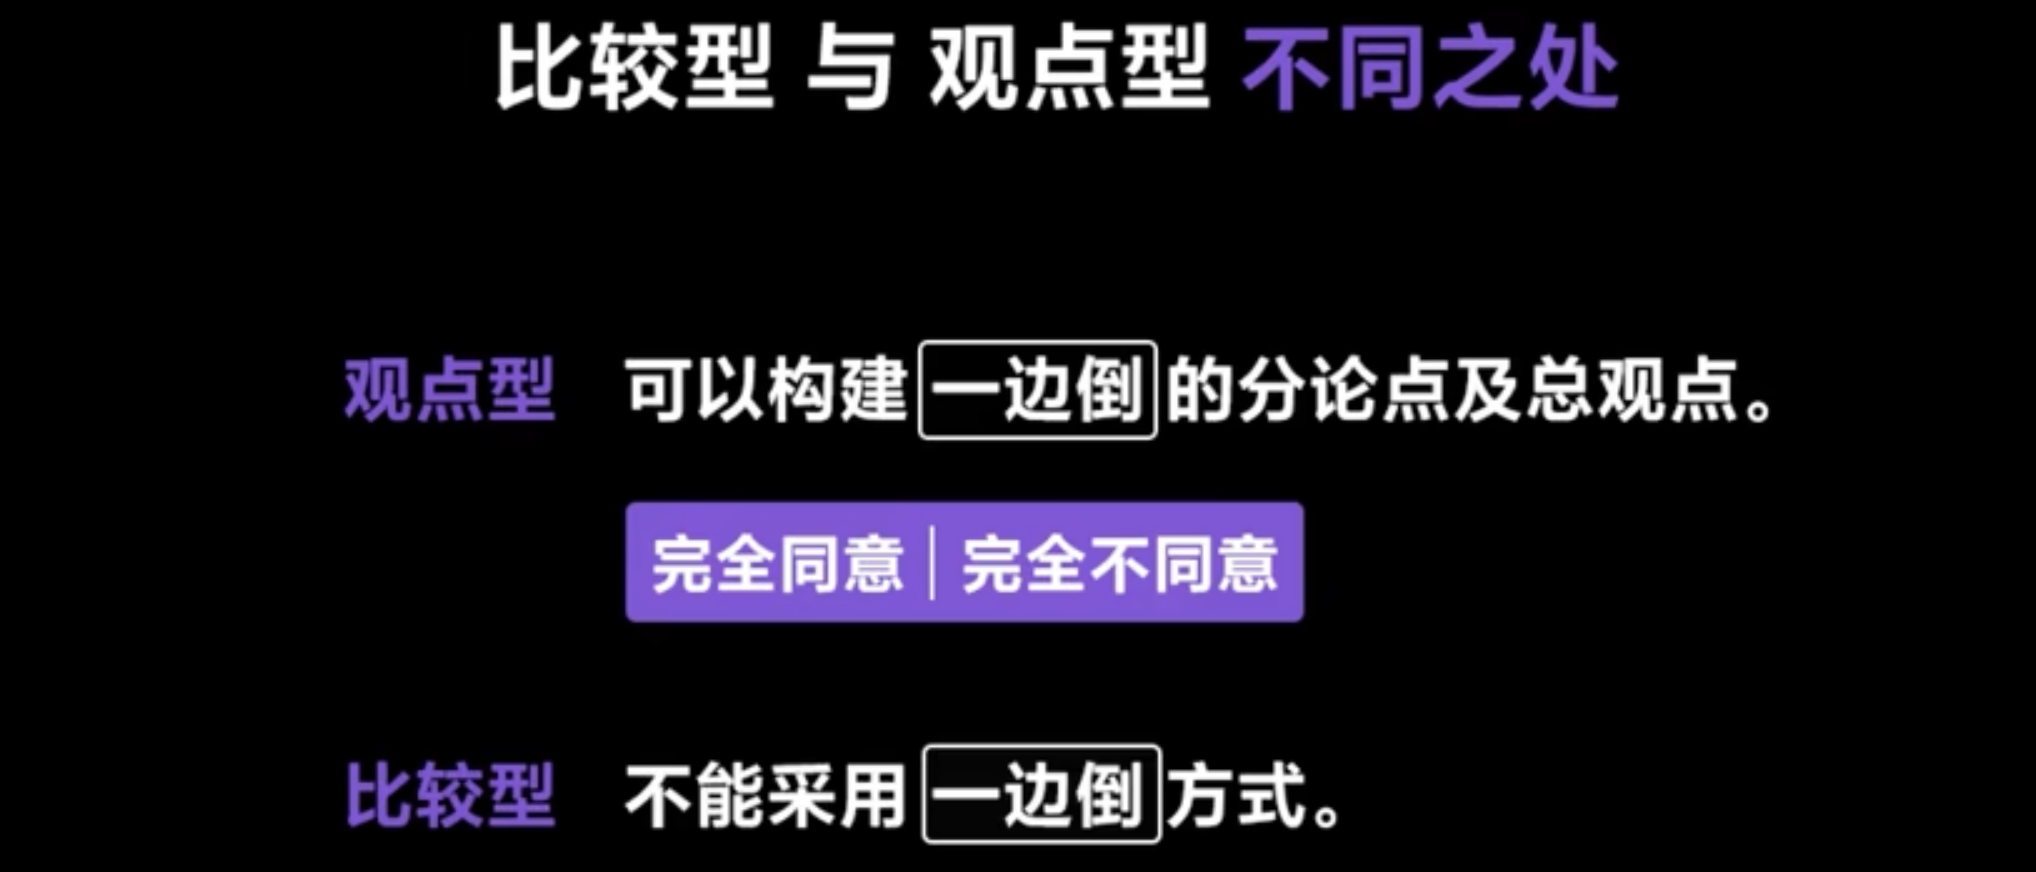 比较型 与 观点型 不同之处
观点型 可以构建 一边倒 的分论点及总观点。
完全同意 | 完全不同意
比较型 不能采用 一边倒 方式。